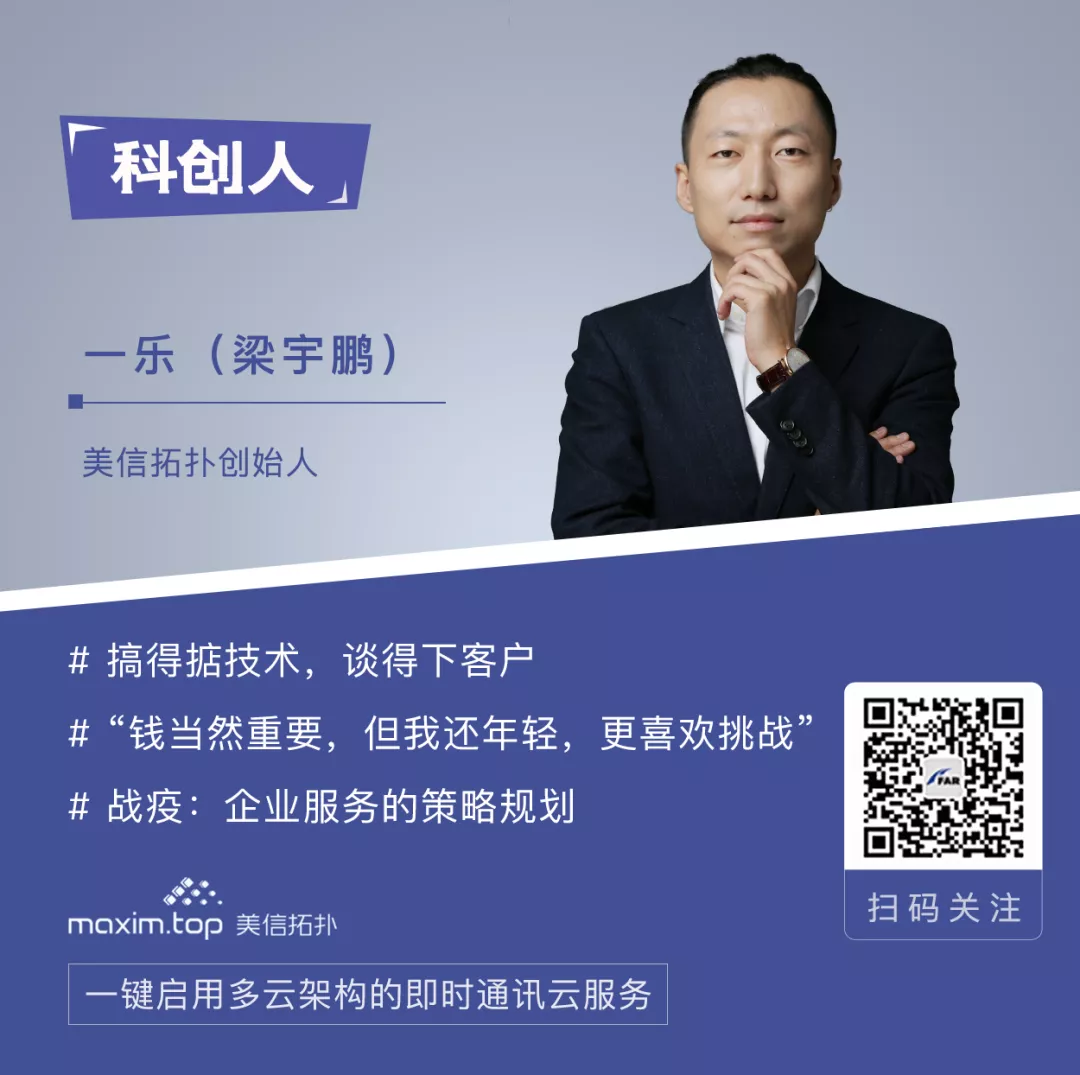 科创人
一乐（梁宇鹏）
美信拓扑创始人
# 搞得掂技术，谈得下客户
# “钱当然重要，但我还年轻，更喜欢挑战”
# 战疫：企业服务的策略规划
FAR
扫码关注
maxim.top 美信拓扑
一键启用多云架构的即时通讯云服务